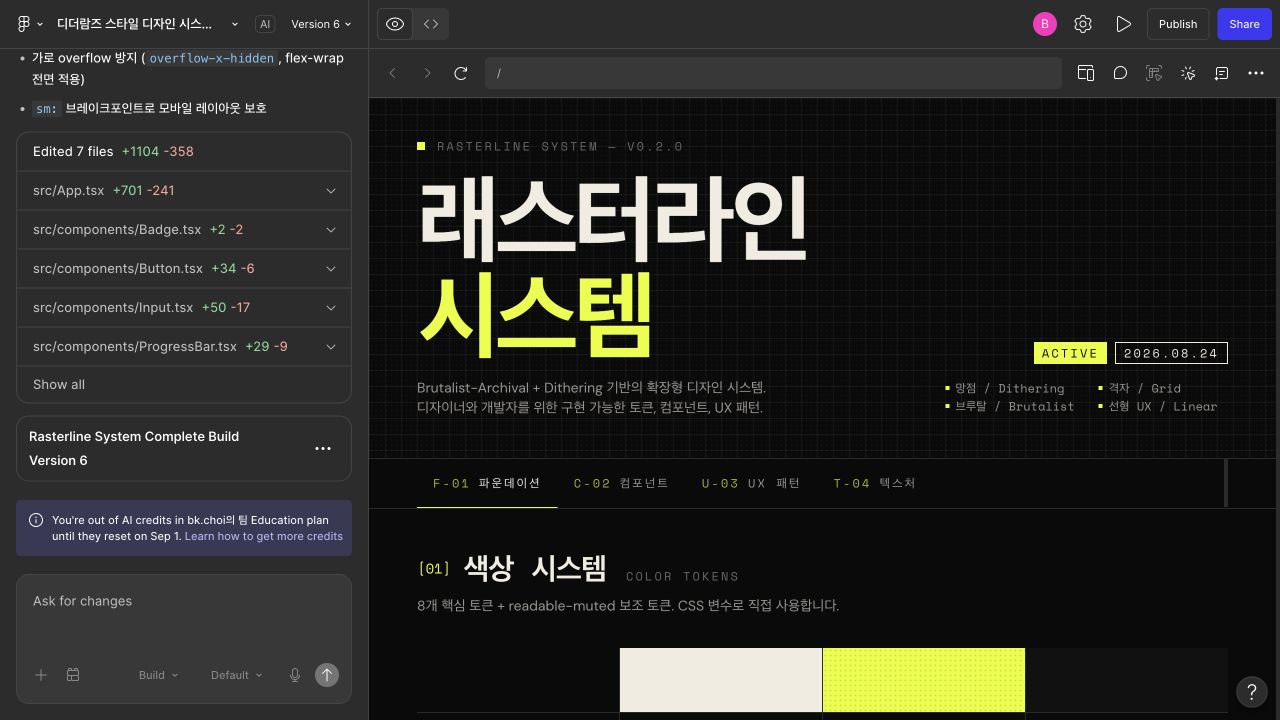 디더람즈 스타일 디자인 시스...
AI
Version 6
B
Publish
Share
/
가로 overflow 방지 ( overflow-x-hidden , flex-wrap
전면 적용)
sm: 브레이크포인트로 모바일 레이아웃 보호
Edited 7 files +1104 -358
src/App.tsx +701 -241
src/components/Badge.tsx +2 -2
src/components/Button.tsx +34 -6
src/components/Input.tsx +50 -17
src/components/ProgressBar.tsx +29 -9
Show all
Rasterline System Complete Build
Version 6
You're out of AI credits in bk.choi의 팀 Education plan
until they reset on Sep 1. Learn how to get more credits
Ask for changes
Build
Default
RASTERLINE SYSTEM — V0.2.0
래스터라인
시스템
Brutalist-Archival + Dithering 기반의 확장형 디자인 시스템.
디자이너와 개발자를 위한 구현 가능한 토큰, 컴포넌트, UX 패턴.
ACTIVE
2026.08.24
망점 / Dithering
격자 / Grid
브루탈 / Brutalist
선형 UX / Linear
F-01 파운데이션
C-02 컴포넌트
U-03 UX 패턴
T-04 텍스처
[01] 색상 시스템 COLOR TOKENS
8개 핵심 토큰 + readable-muted 보조 토큰. CSS 변수로 직접 사용합니다.
?